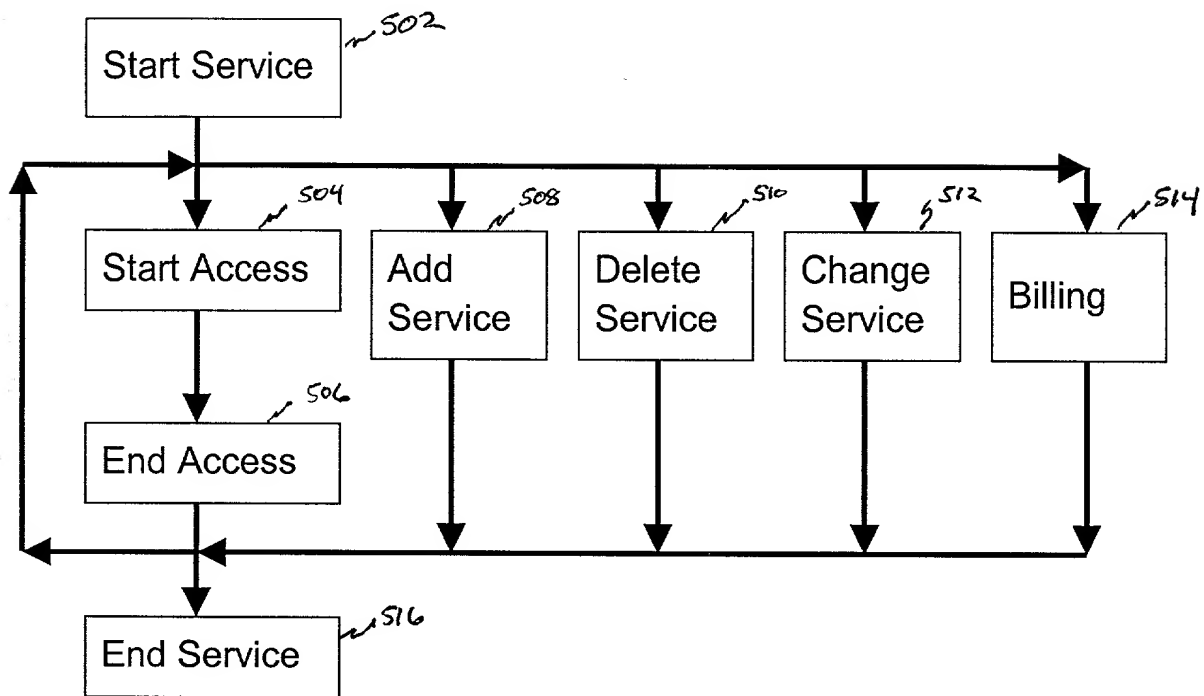 502
Start Service
504
508
510
512
514
Start Access
Add
Service
Delete
Service
Change
Service
Billing
506
End Access
516
End Service